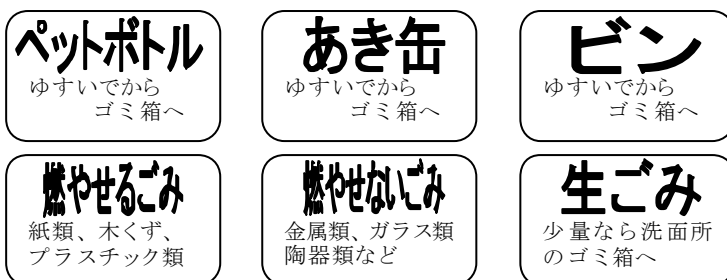 ペットボトル
ゆすいでから
ゴミ箱へ
あき缶
ゆすいでから
ゴミ箱へ
ビン
ゆすいでから
ゴミ箱へ
燃やせるごみ
紙類、木くず、
プラスチック類
燃やせないごみ
金属類、ガラス類
陶器類など
生ごみ
少量なら洗面所
のゴミ箱へ